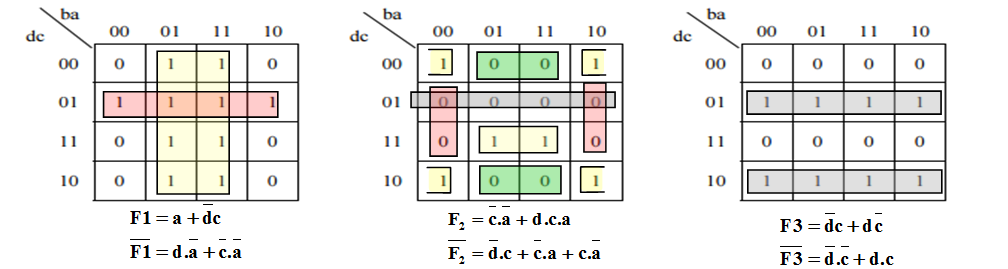 ba ba ba
dc 00 01 11 10 dc 00 01 11 10 dc 00 01 11 10
00 0 1 1 0 00 1 0 0 1 00 0 0 0 0
01 1 1 1 1 01 0 0 0 0 01 1 1 1 1
11 0 1 1 0 11 0 1 1 0 11 0 0 0 0
10 0 1 1 0 10 1 0 0 1 10 1 1 1 1
F1 = a + d̅c F₂ = c̅.a̅ + d.c.a F3 = d̅c + dc̅
F̅1̅ = d.a̅ + c̅.a̅ F̅₂̅ = d̅.c + c̅.a + c.a̅ F̅3̅ = d̅.c̅ + d.c